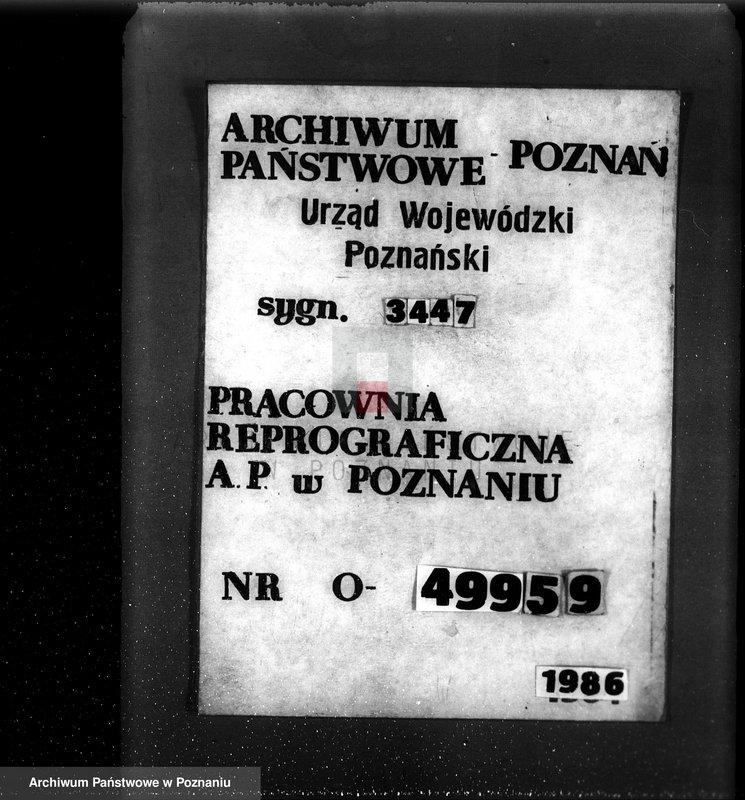 ARCHIWUM
PAŃSTWOWE - POZNAŃ
Urząd Wojewódzki
Poznański
sygn. 3447
PRACOWNIA
REPROGRAFICZNA
A.P. w POZNANIU
NR O- 49959
1986
Archiwum Państwowe w Poznaniu